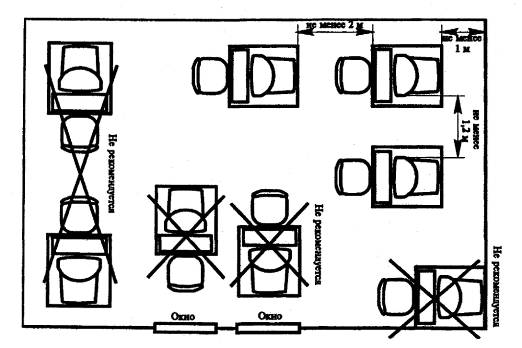 не менее 2 м
не менее
1 м
не менее
1,2 м
Не рекомендуется
Не рекомендуется
Не рекомендуется
Окно
Окно